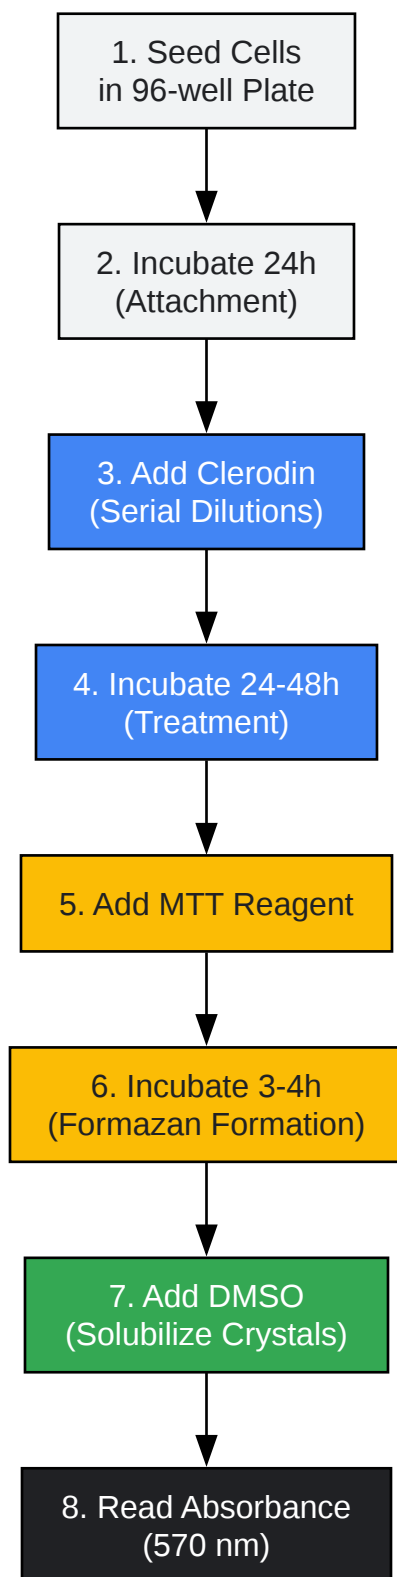 1. Seed Cells
in 96-well Plate
2. Incubate 24h
(Attachment)
3. Add Clerodin
(Serial Dilutions)
4. Incubate 24-48h
(Treatment)
5. Add MTT Reagent
6. Incubate 3-4h
(Formazan Formation)
7. Add DMSO
(Solubilize Crystals)
8. Read Absorbance
(570 nm)